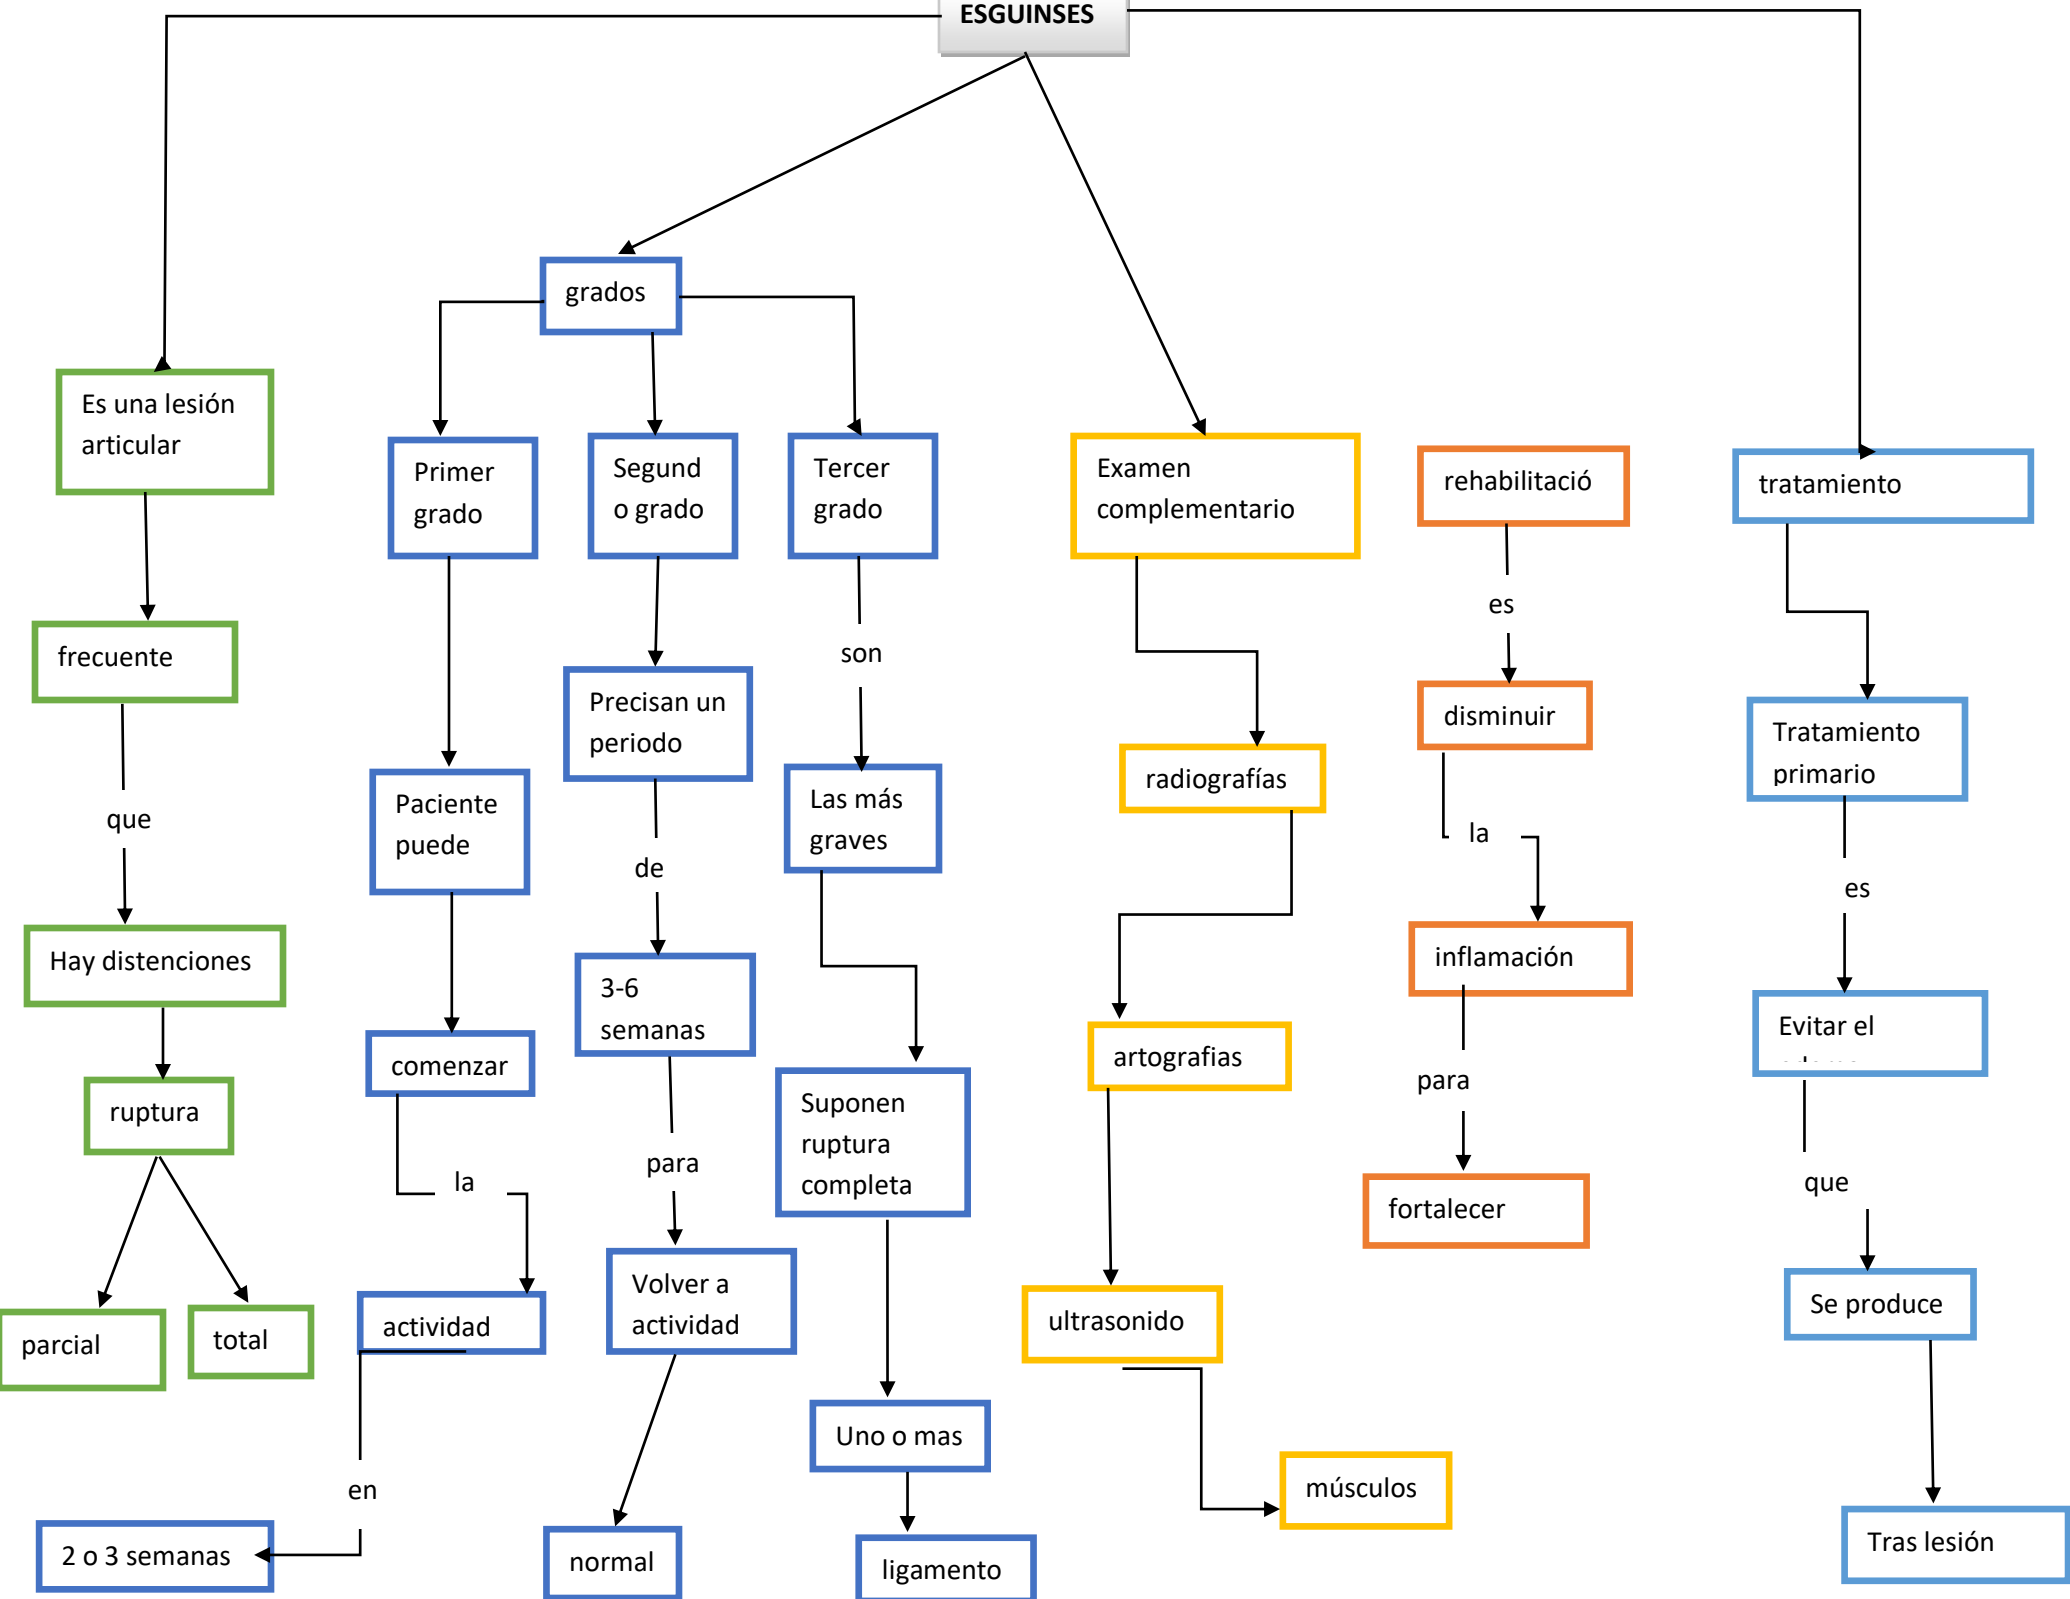 ESGUINSES
grados
Es una lesión
articular
Primer
grado
Segund
o grado
Tercer
grado
Examen
complementario
rehabilitació
tratamiento
frecuente
es
son
Precisan un
periodo
disminuir
Tratamiento
primario
radiografías
que
Paciente
puede
de
Las más
graves
la
es
Hay distenciones
3-6
semanas
inflamación
Evitar el
comenzar
artografias
para
ruptura
Suponen
ruptura
completa
la
para
que
fortalecer
parcial
total
actividad
Volver a
actividad
ultrasonido
Se produce
Uno o mas
en
músculos
2 o 3 semanas
normal
ligamento
Tras lesión